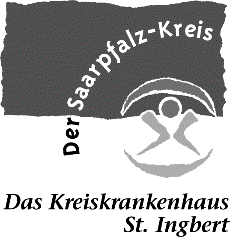 Der Saarpfalz-Kreis
Das Kreiskrankenhaus
St. Ingbert